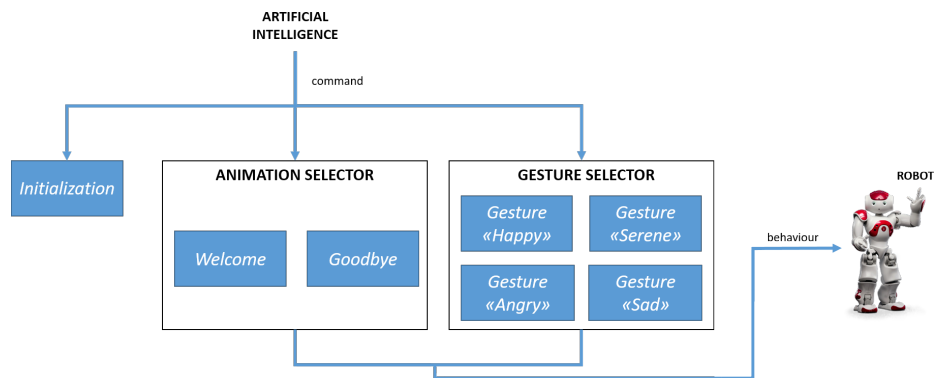 ARTIFICIAL
INTELLIGENCE
command
Initialization
ANIMATION SELECTOR
Welcome
Goodbye
GESTURE SELECTOR
Gesture
«Happy»
Gesture
«Serene»
Gesture
«Angry»
Gesture
«Sad»
behaviour
ROBOT